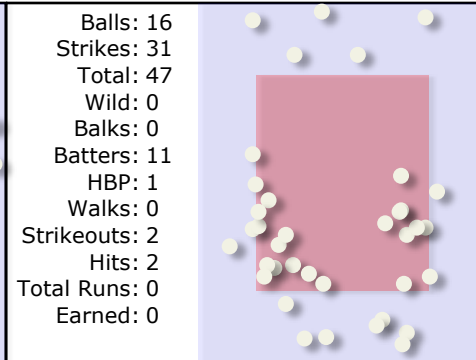 Balls: 16
Strikes: 31
Total: 47
Wild: 0
Balks: 0
Batters: 11
HBP: 1
Walks: 0
Strikeouts: 2
Hits: 2
Total Runs: 0
Earned: 0